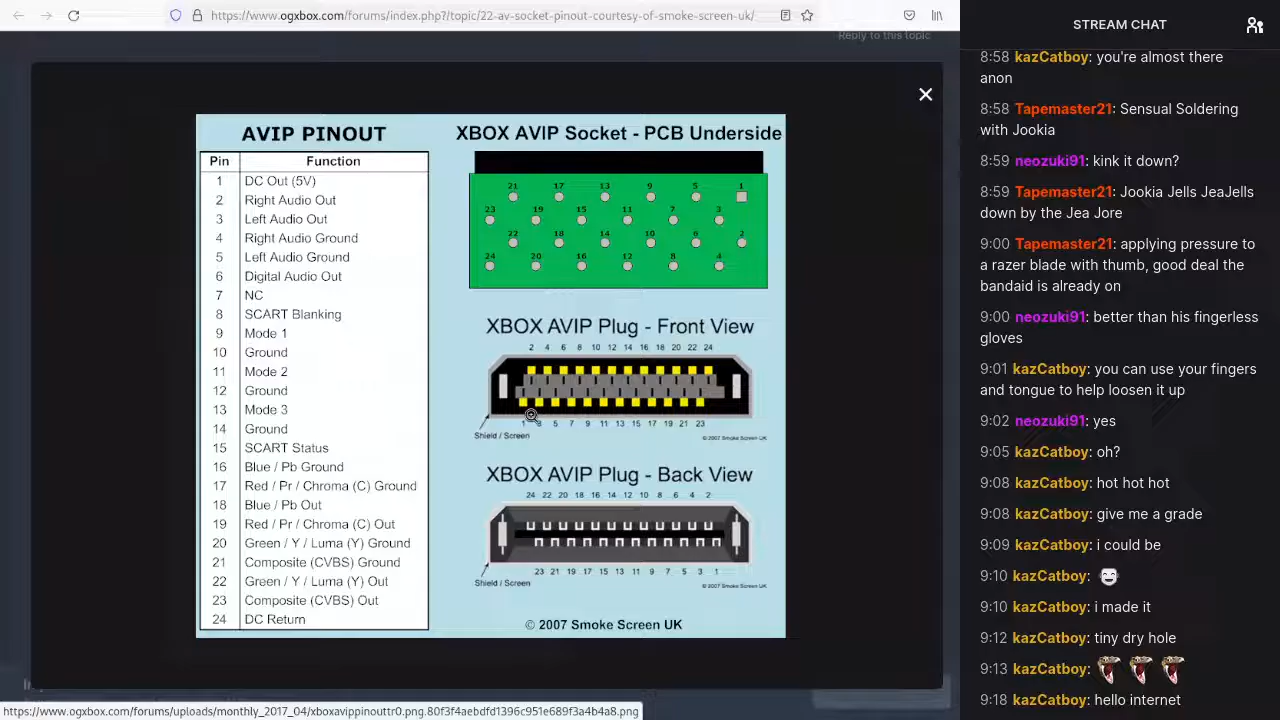 https://www.ogxbox.com/forums/index.php?/topic/22-av-socket-pinout-courtesy-of-smoke-screen-uk/
Reply to this topic
AVIP PINOUT
Pin Function
1 DC Out (5V)
2 Right Audio Out
3 Left Audio Out
4 Right Audio Ground
5 Left Audio Ground
6 Digital Audio Out
7 NC
8 SCART Blanking
9 Mode 1
10 Ground
11 Mode 2
12 Ground
13 Mode 3
14 Ground
15 SCART Status
16 Blue / Pb Ground
17 Red / Pr / Chroma (C) Ground
18 Blue / Pb Out
19 Red / Pr / Chroma (C) Out
20 Green / Y / Luma (Y) Ground
21 Composite (CVBS) Ground
22 Green / Y / Luma (Y) Out
23 Composite (CVBS) Out
24 DC Return
XBOX AVIP Socket - PCB Underside
21 17 13 9 5 1
23 19 15 11 7 3
22 18 14 10 6 2
24 20 16 12 8 4
XBOX AVIP Plug - Front View
2 4 6 8 10 12 14 16 18 20 22 24
1 3 5 7 9 11 13 15 17 19 21 23
Shield / Screen
© 2007 Smoke Screen UK
XBOX AVIP Plug - Back View
24 22 20 18 16 14 12 10 8 6 4 2
23 21 19 17 15 13 11 9 7 5 3 1
Shield / Screen
© 2007 Smoke Screen UK
© 2007 Smoke Screen UK
https://www.ogxbox.com/forums/uploads/monthly_2017_04/xboxavippinouttr0.png.80f3f4aebdfd1396c951e689f3a4b4a8.png
STREAM CHAT
8:58 kazCatboy: you're almost there
anon
8:58 Tapemaster21: Sensual Soldering
with Jookia
8:59 neozuki91: kink it down?
8:59 Tapemaster21: Jookia Jells JeaJells
down by the Jea Jore
9:00 Tapemaster21: applying pressure to
a razer blade with thumb, good deal the
bandaid is already on
9:00 neozuki91: better than his fingerless
gloves
9:01 kazCatboy: you can use your fingers
and tongue to help loosen it up
9:02 neozuki91: yes
9:05 kazCatboy: oh?
9:08 kazCatboy: hot hot hot
9:08 kazCatboy: give me a grade
9:09 kazCatboy: i could be
9:10 kazCatboy:
9:10 kazCatboy: i made it
9:12 kazCatboy: tiny dry hole
9:13 kazCatboy:
9:18 kazCatboy: hello internet